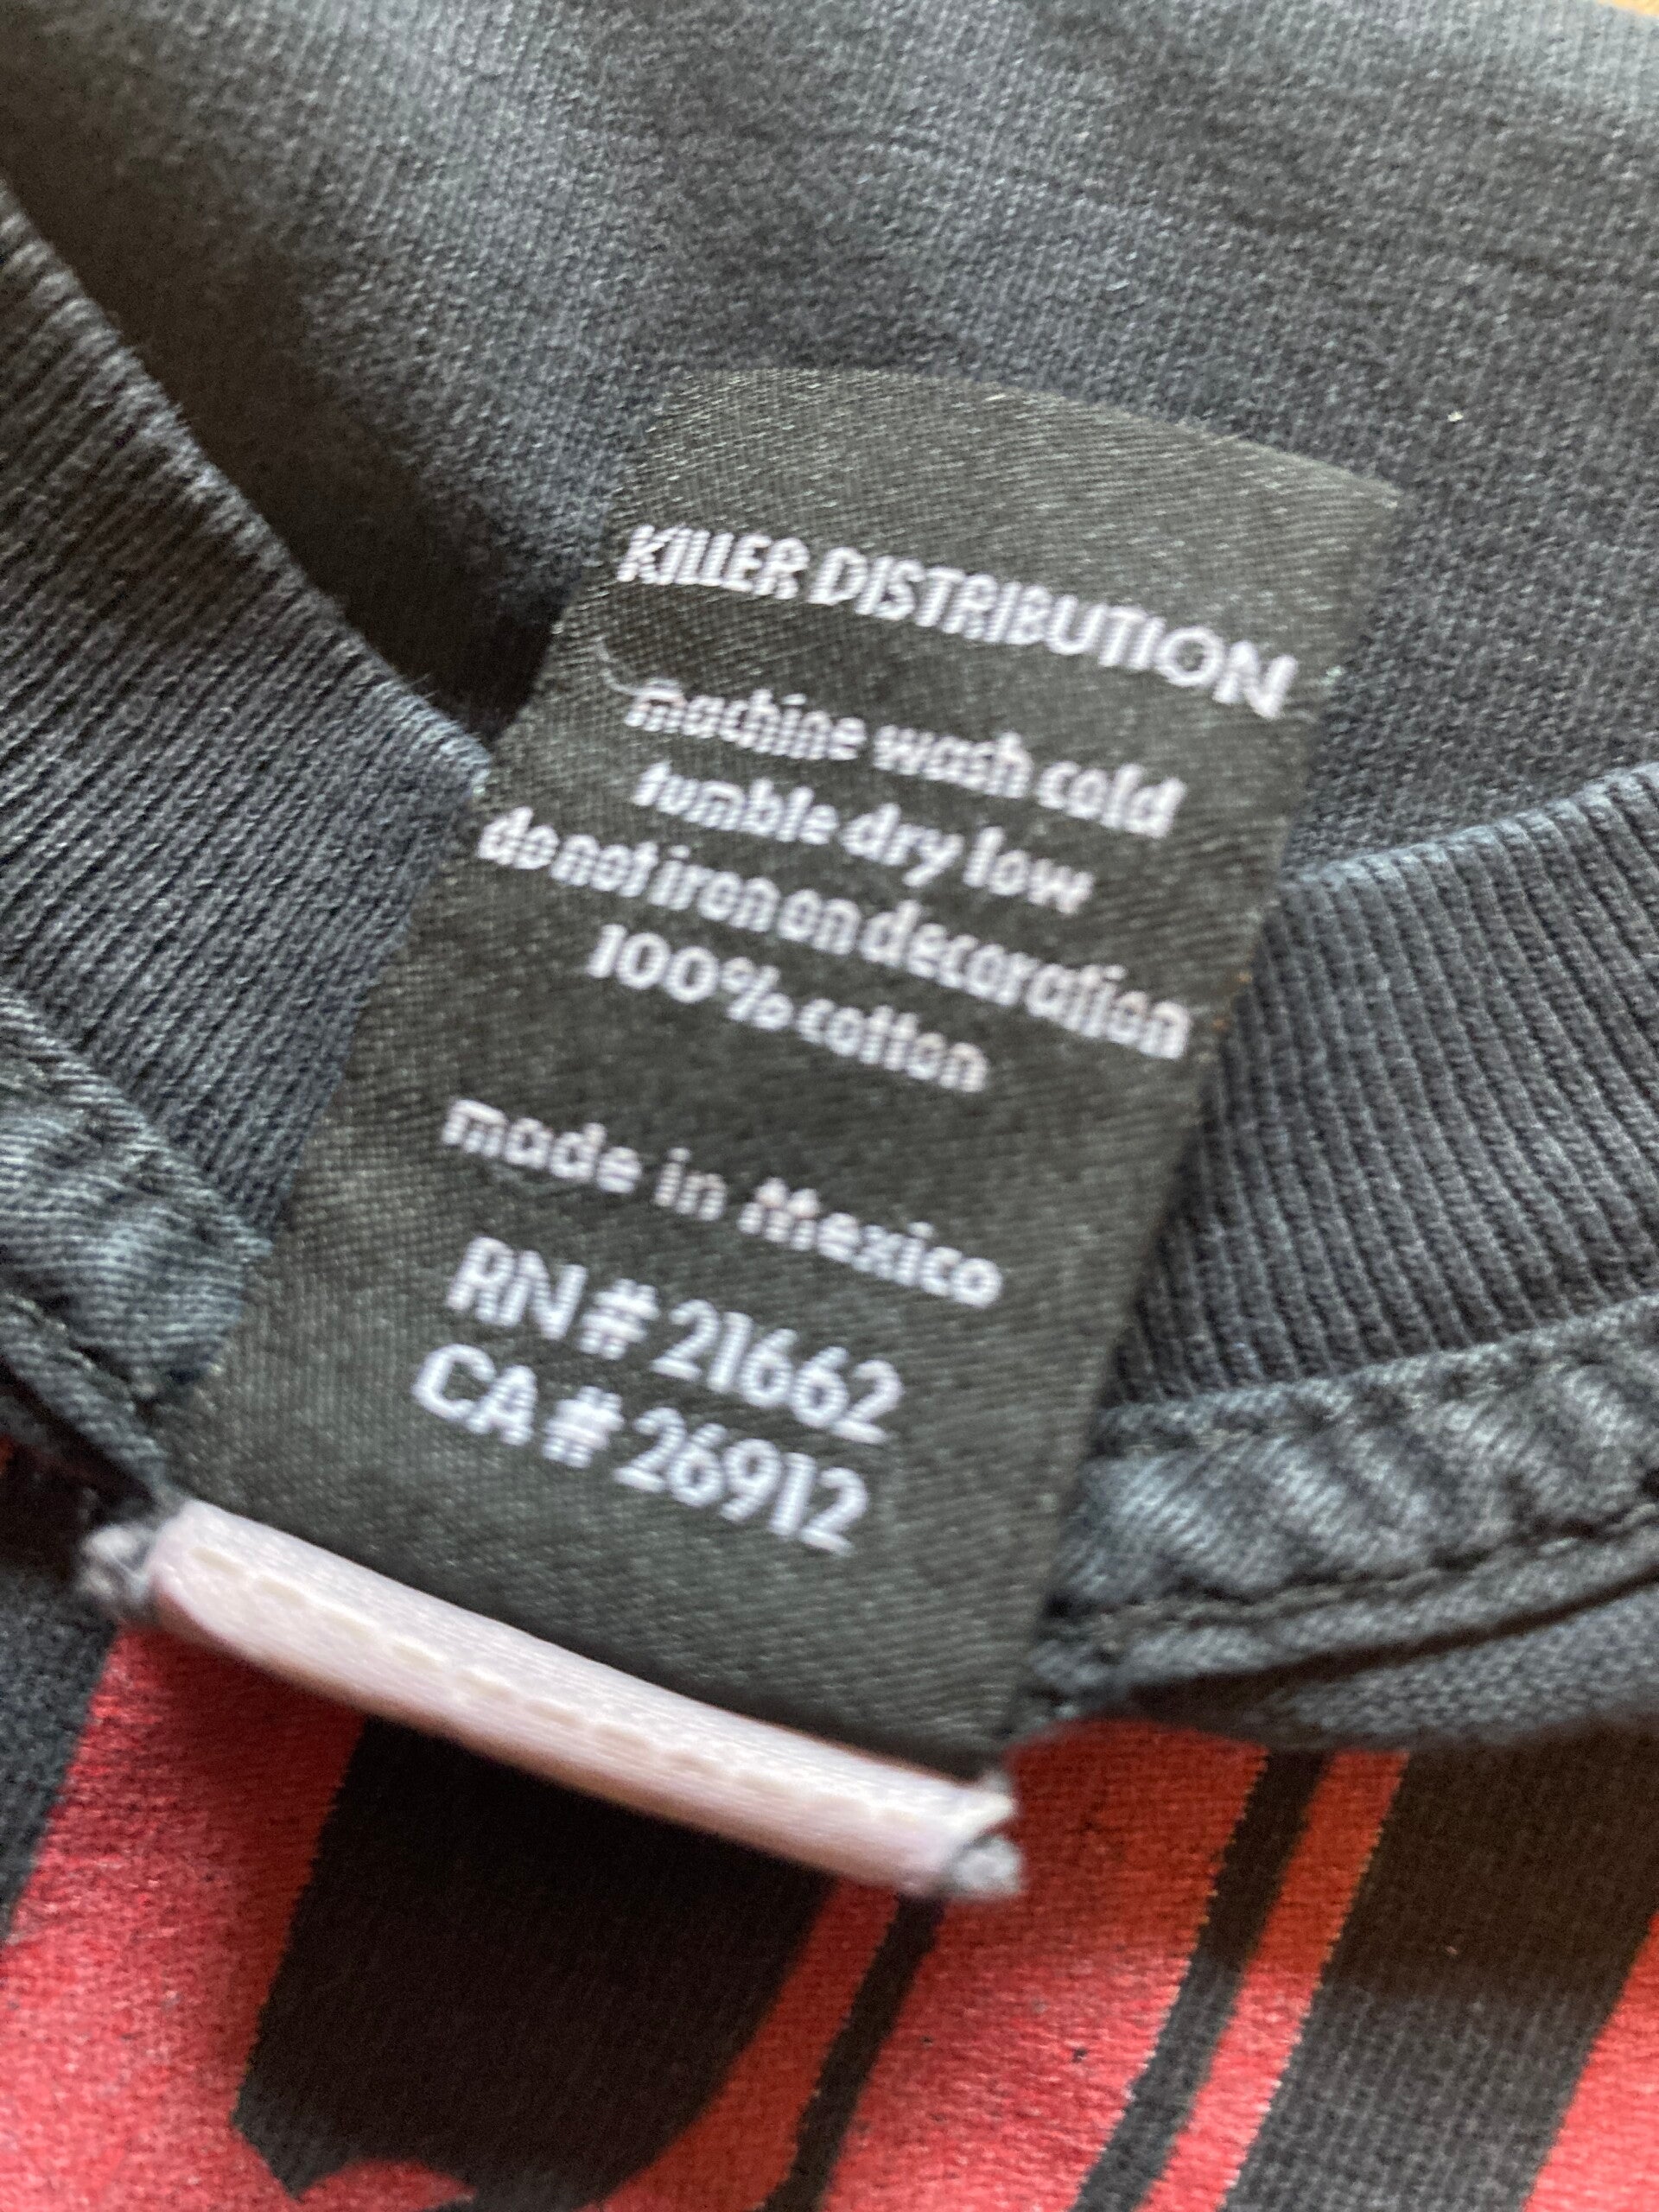 KILLER DISTRIBUTION
machine wash cold
tumble dry low
do not iron on decoration
100% cotton
made in Mexico
RN # 21662
CA # 26912